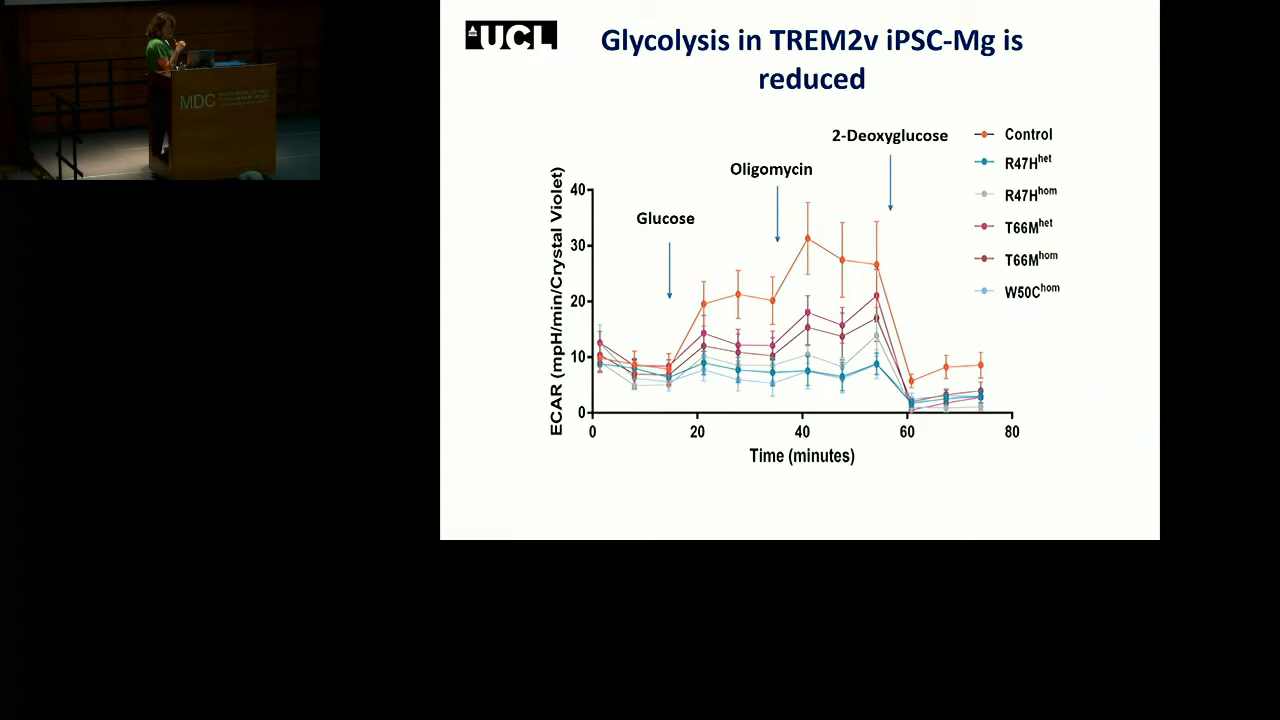 UCL
Glycolysis in TREM2v iPSC-Mg is
reduced
MDC
2-Deoxyglucose
Oligomycin
Glucose
Control
R47Hhet
R47Hhom
T66Mhet
T66Mhom
W50Chom
ECAR (mpH/min/Crystal Violet)
40
30
20
10
0
0 20 40 60 80
Time (minutes)